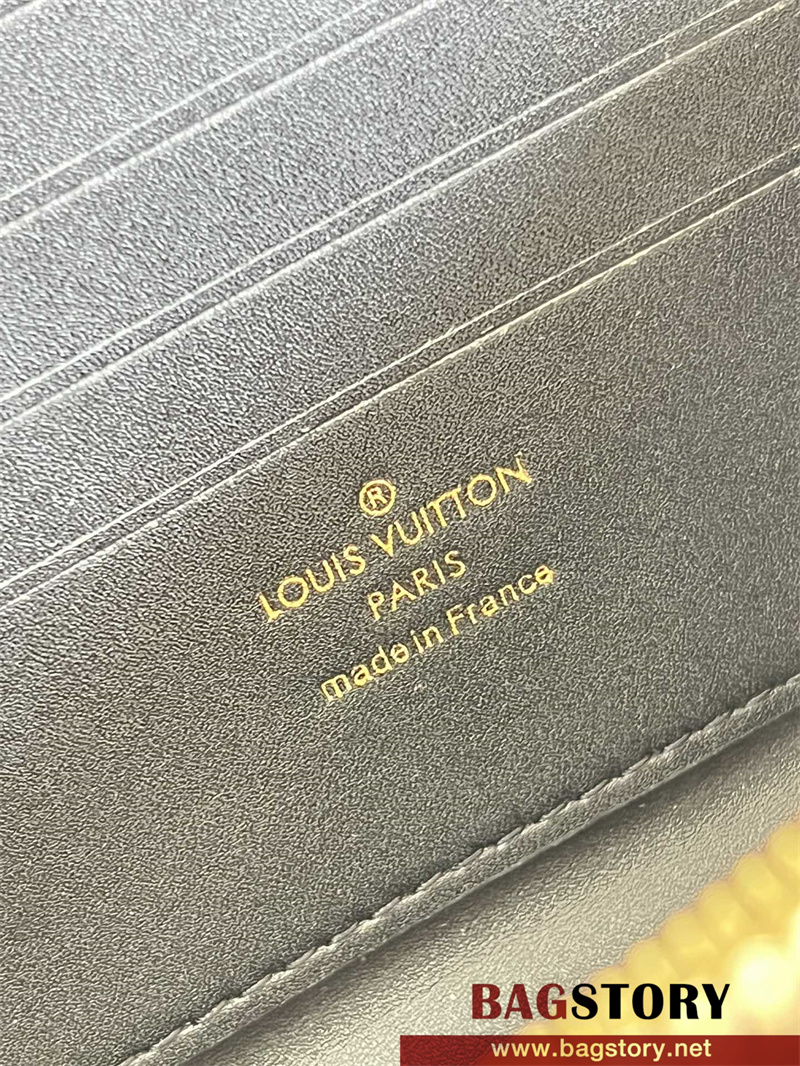 ®
LOUIS VUITTON
PARIS
made in France
BAGSTORY
www.bagstory.net